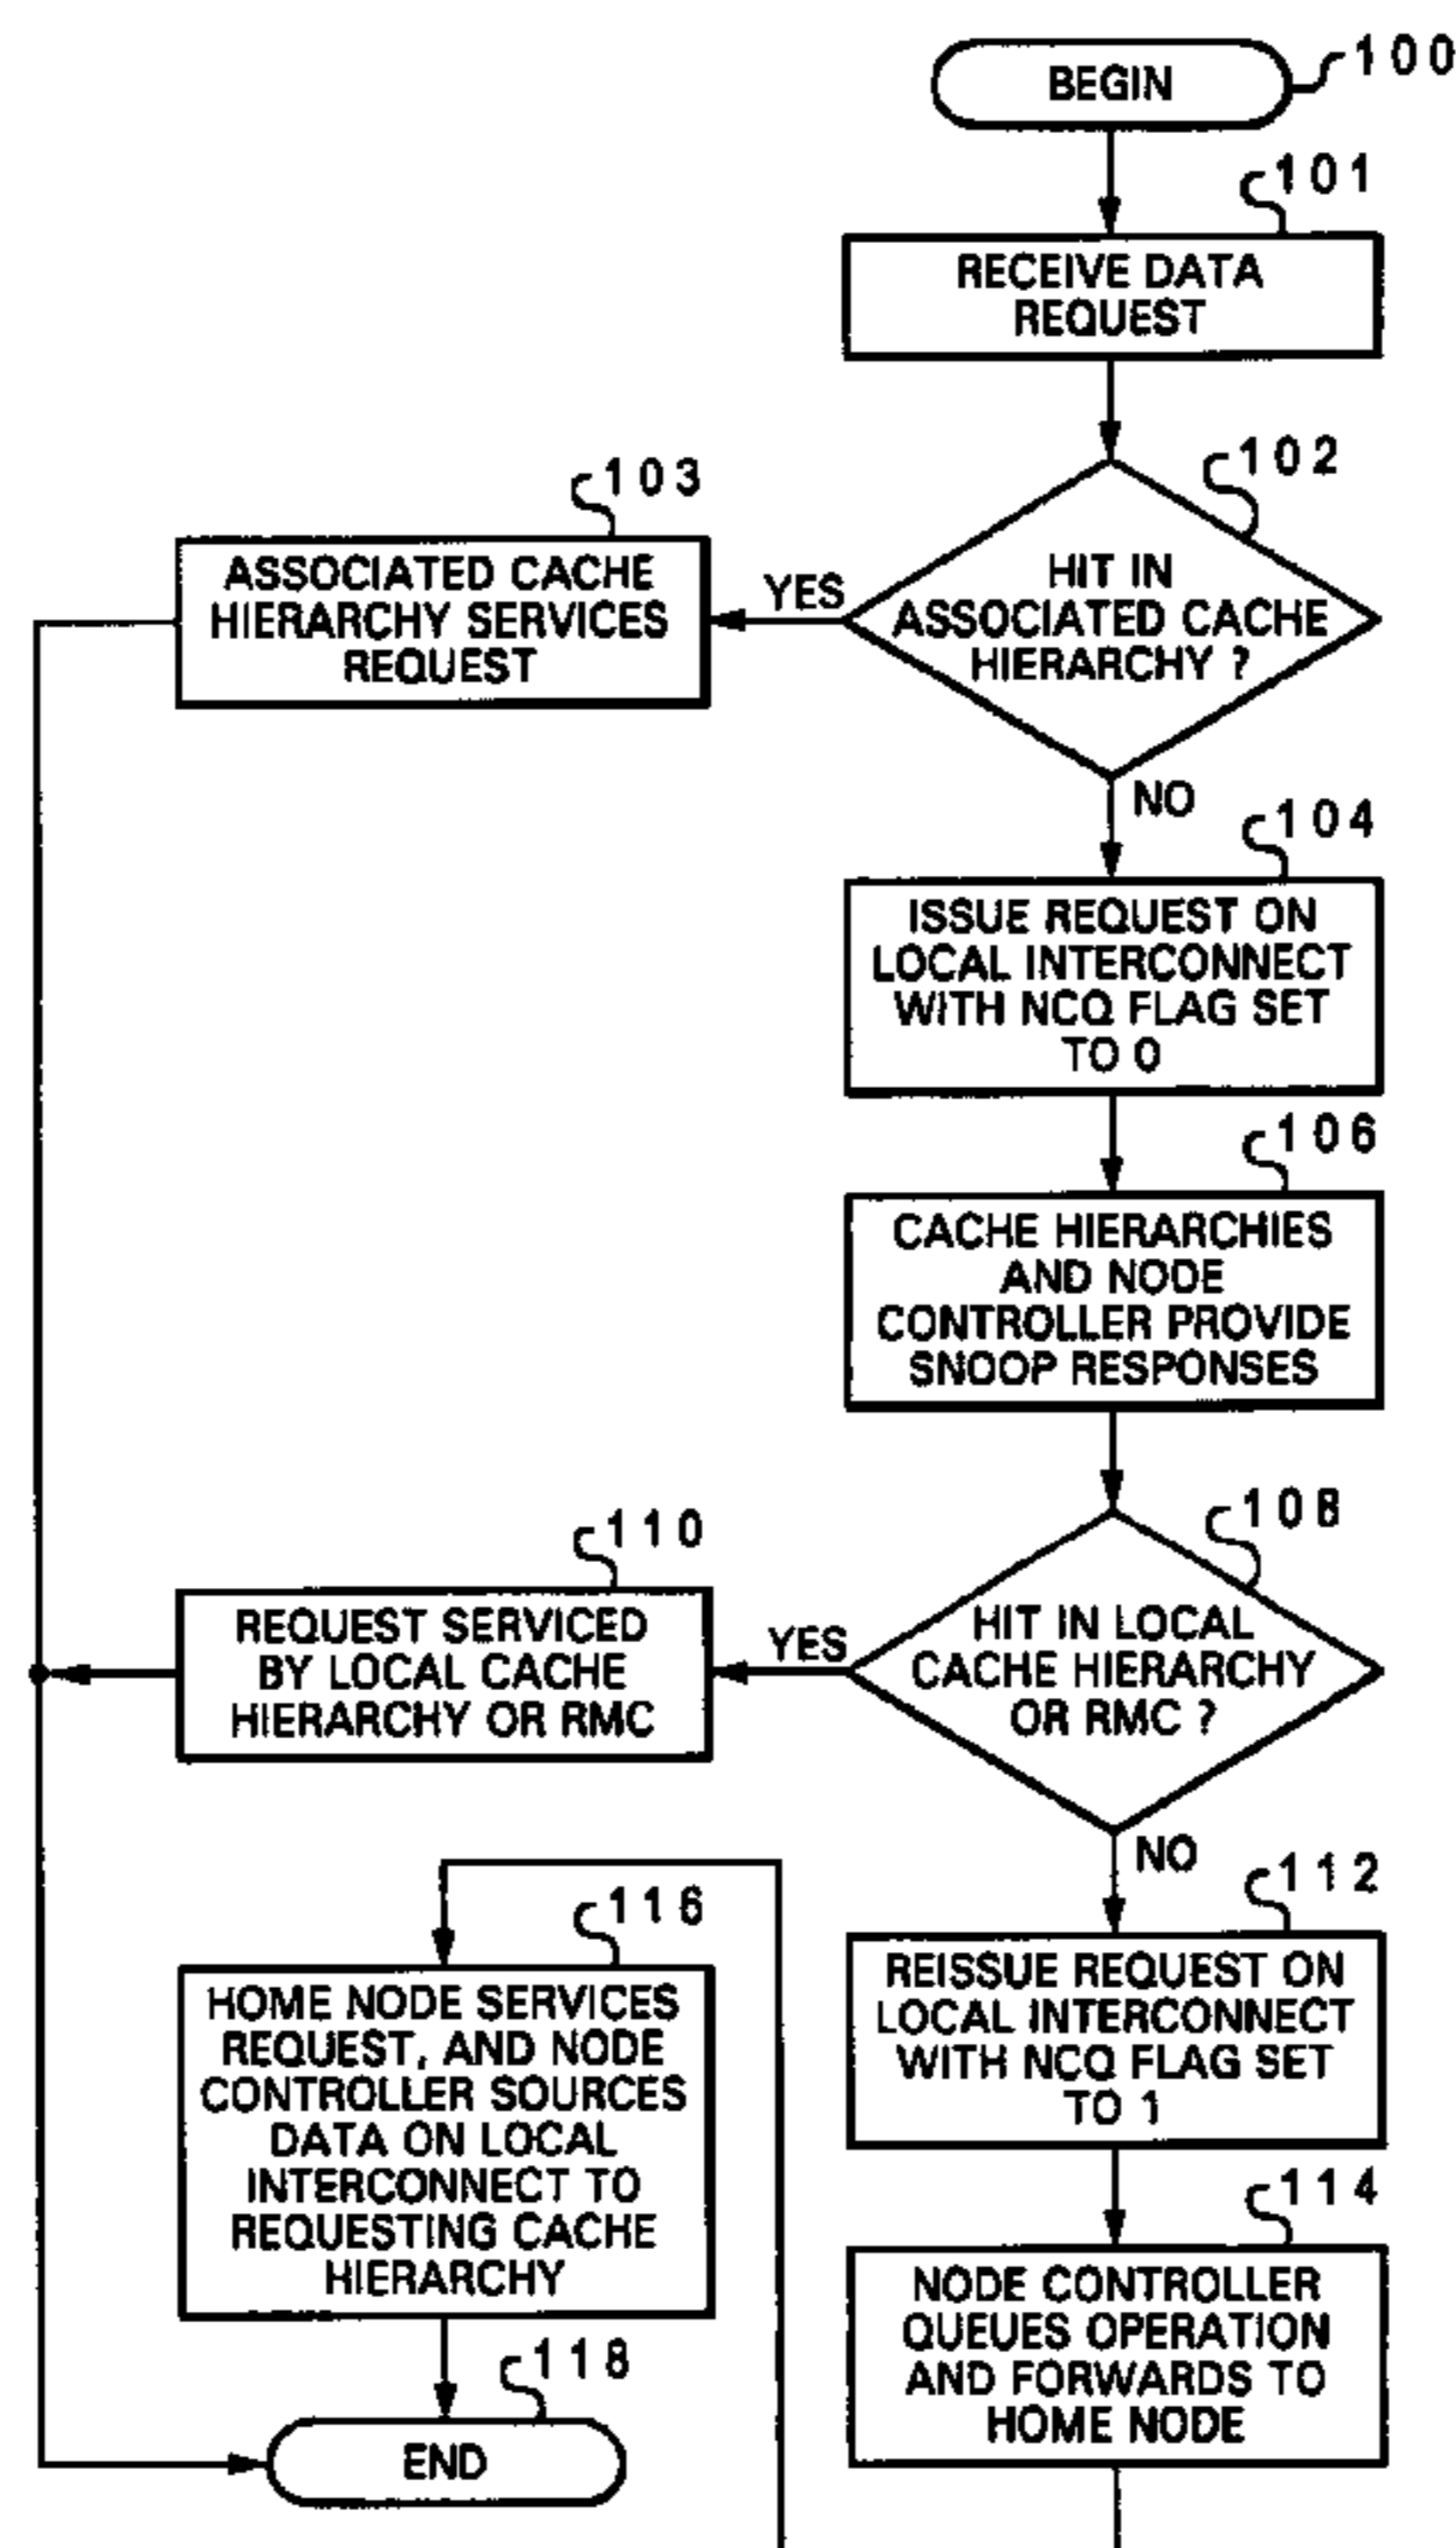 BEGIN
100
101
RECEIVE DATA
REQUEST
102
HIT IN
ASSOCIATED CACHE
HIERARCHY ?
YES
103
ASSOCIATED CACHE
HIERARCHY SERVICES
REQUEST
NO
104
ISSUE REQUEST ON
LOCAL INTERCONNECT
WITH NCQ FLAG SET
TO 0
106
CACHE HIERARCHIES
AND NODE
CONTROLLER PROVIDE
SNOOP RESPONSES
108
HIT IN LOCAL
CACHE HIERARCHY
OR RMC ?
YES
110
REQUEST SERVICED
BY LOCAL CACHE
HIERARCHY OR RMC
NO
112
REISSUE REQUEST ON
LOCAL INTERCONNECT
WITH NCQ FLAG SET
TO 1
114
NODE CONTROLLER
QUEUES OPERATION
AND FORWARDS TO
HOME NODE
116
HOME NODE SERVICES
REQUEST, AND NODE
CONTROLLER SOURCES
DATA ON LOCAL
INTERCONNECT TO
REQUESTING CACHE
HIERARCHY
118
END